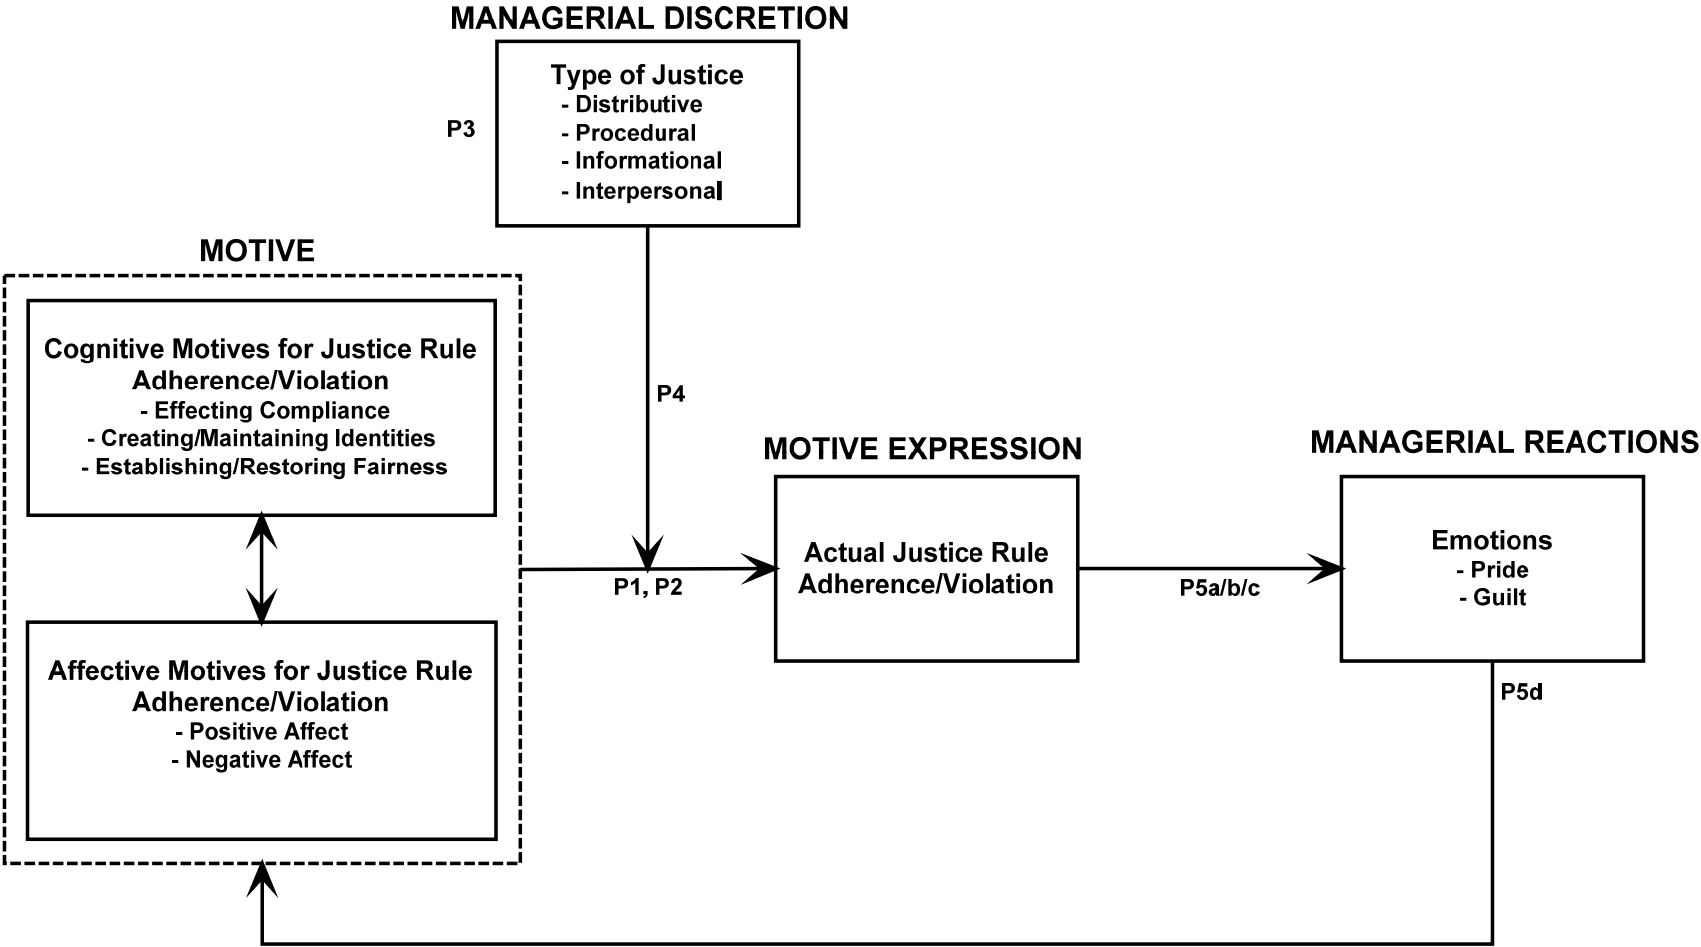 MANAGERIAL DISCRETION
Type of Justice
- Distributive
- Procedural
- Informational
- Interpersonal
P3
MOTIVE
Cognitive Motives for Justice Rule
Adherence/Violation
- Effecting Compliance
- Creating/Maintaining Identities
- Establishing/Restoring Fairness
P4
MOTIVE EXPRESSION
MANAGERIAL REACTIONS
Actual Justice Rule
Adherence/Violation
Emotions
- Pride
- Guilt
P1, P2
P5a/b/c
Affective Motives for Justice Rule
Adherence/Violation
- Positive Affect
- Negative Affect
P5d